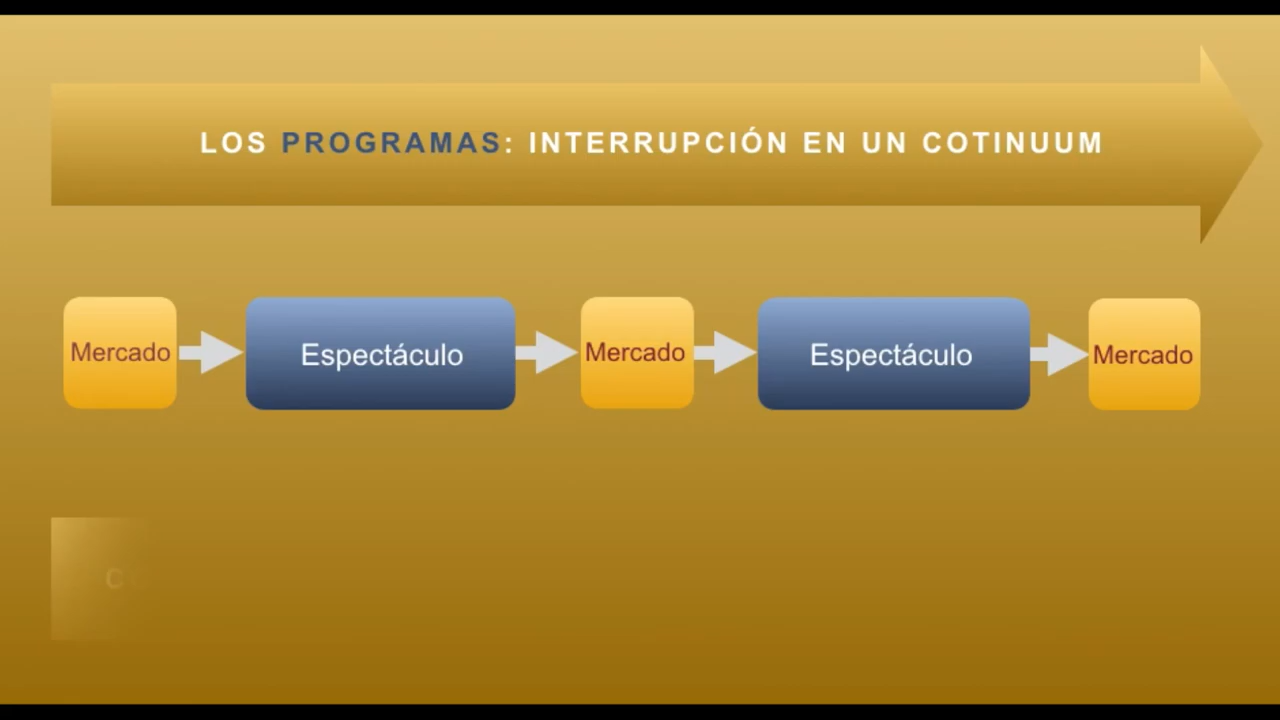 LOS PROGRAMAS: INTERRUPCIÓN EN UN COTINUUM
Mercado Espectáculo Mercado Espectáculo Mercado